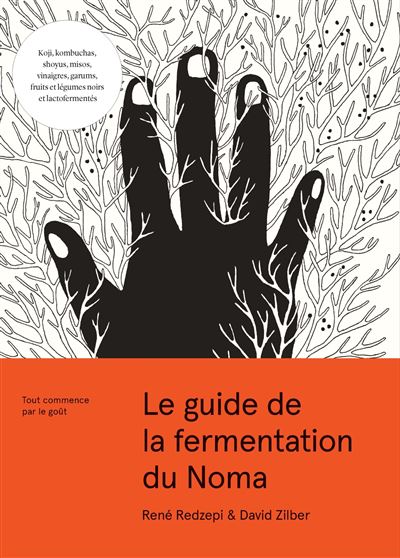 Koji, kombuchas,
shoyus, misos,
vinaigres, garums,
fruits et légumes noirs
et lactofermentés
Tout commence
par le goût
Le guide de
la fermentation
du Noma
René Redzepi & David Zilber